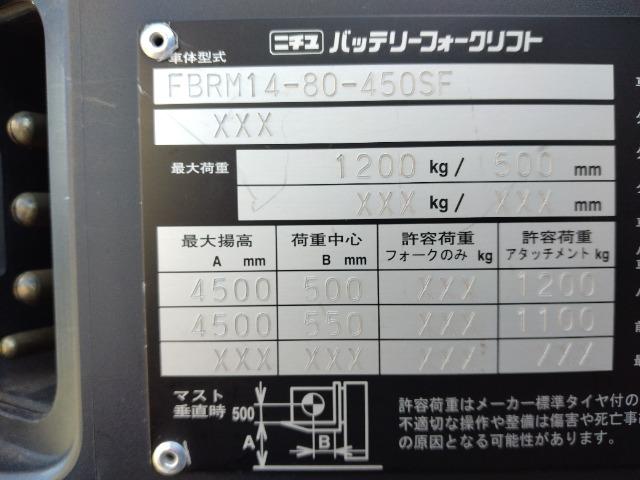 ニチユ バッテリーフォークリフト
車体型式
FBRM14-80-450SF
XXX
最大荷重 1200 kg/ 500 mm
XXX kg/ XXX mm
最大揚高 荷重中心 許容荷重 許容荷重
A mm B mm フォークのみ kg アタッチメント kg
4500 500 XXX 1200
4500 550 XXX 1100
XXX XXX XXX XXX
マスト
垂直時 500
A B
許容荷重はメーカー標準タイヤ付の
不適切な操作や整備は傷害や死亡事
の原因となる可能性があります。